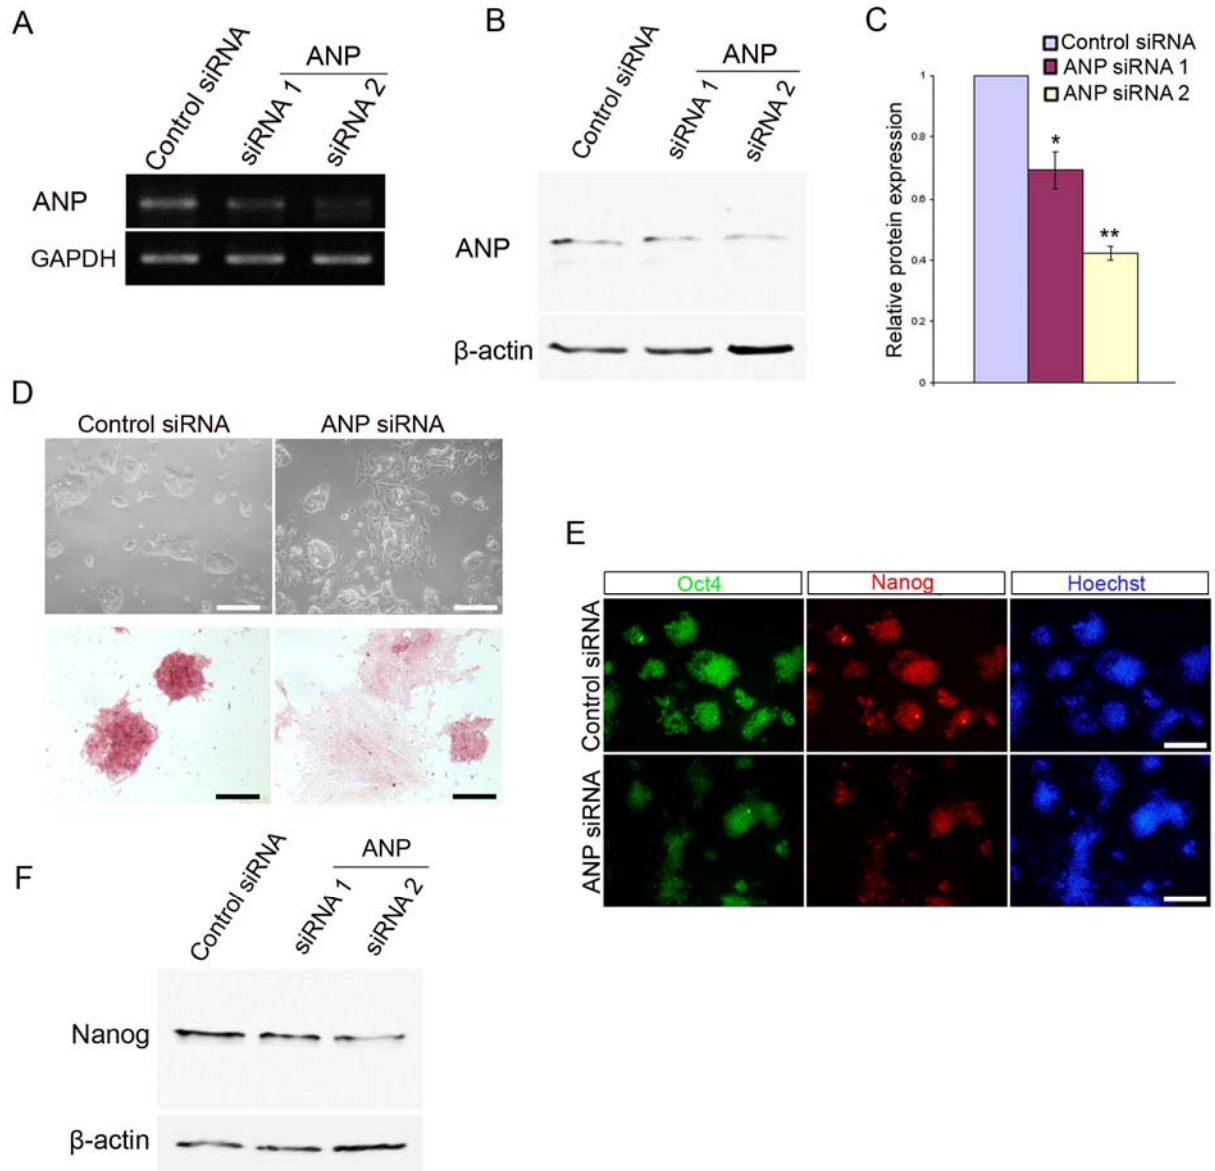 A
Control siRNA
ANP
siRNA 1
siRNA 2
ANP
GAPDH
B
Control siRNA
ANP
siRNA 1
siRNA 2
ANP
β-actin
C
Control siRNA
ANP siRNA 1
ANP siRNA 2
Relative protein expression
1
0.8
0.6
0.4
0.2
0
*
**
D
Control siRNA
ANP siRNA
E
Oct4
Nanog
Hoechst
Control siRNA
ANP siRNA
F
Control siRNA
ANP
siRNA 1
siRNA 2
Nanog
β-actin